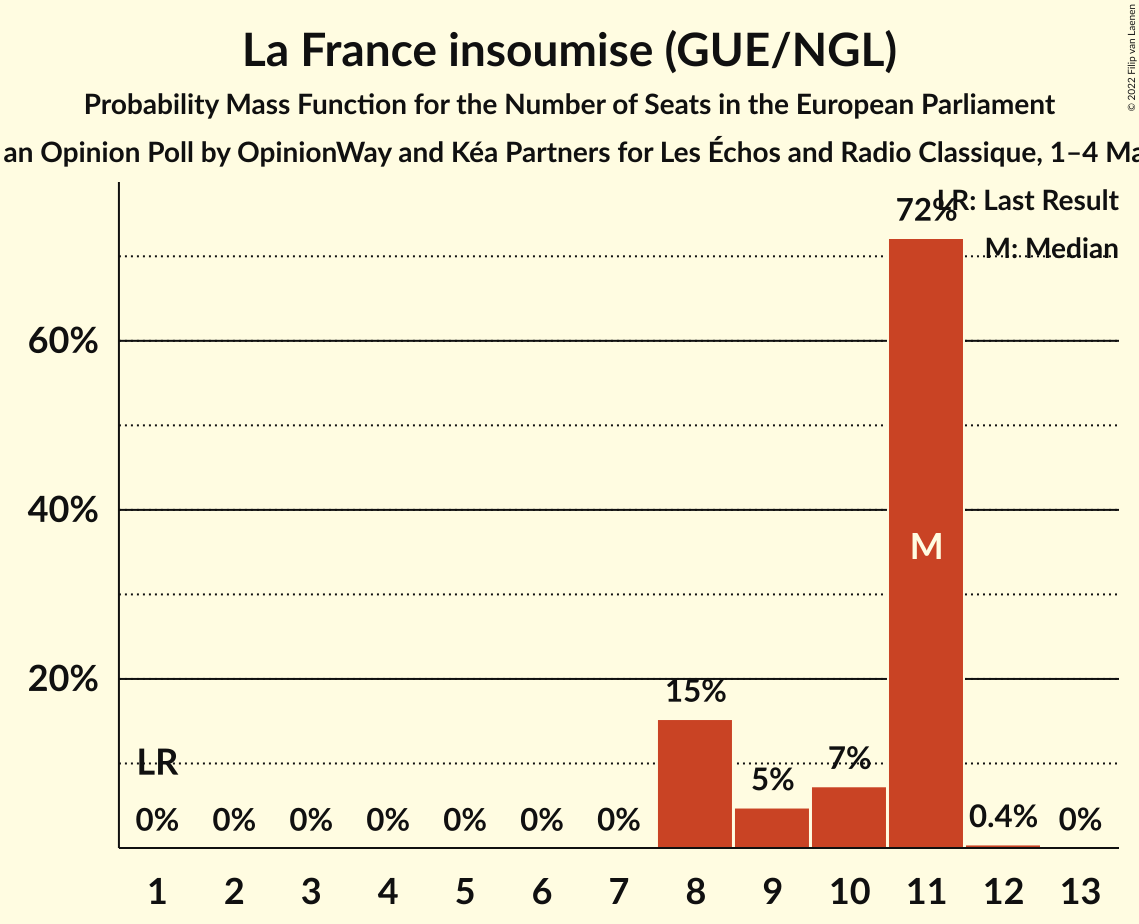 La France insoumise (GUE/NGL)
Probability Mass Function for the Number of Seats in the European Parliament
an Opinion Poll by OpinionWay and Kéa Partners for Les Échos and Radio Classique, 1–4 Ma
© 2022 Filip van Laenen
LR: Last Result
M: Median
72%
60%
40%
M
20%
15%
LR
5%
7%
0%
0%
0%
0%
0%
0%
0%
0.4%
0%
1 2 3 4 5 6 7 8 9 10 11 12 13